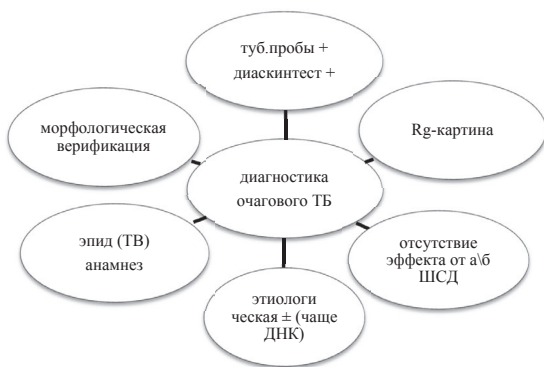 туб.пробы +
диаскинтест +
морфологическая
верификация
Rg-картина
диагностика
очагового ТБ
эпид (ТВ)
анамнез
отсутствие
эффекта от а\б
ШСД
этиологи
ческая ± (чаще
ДНК)